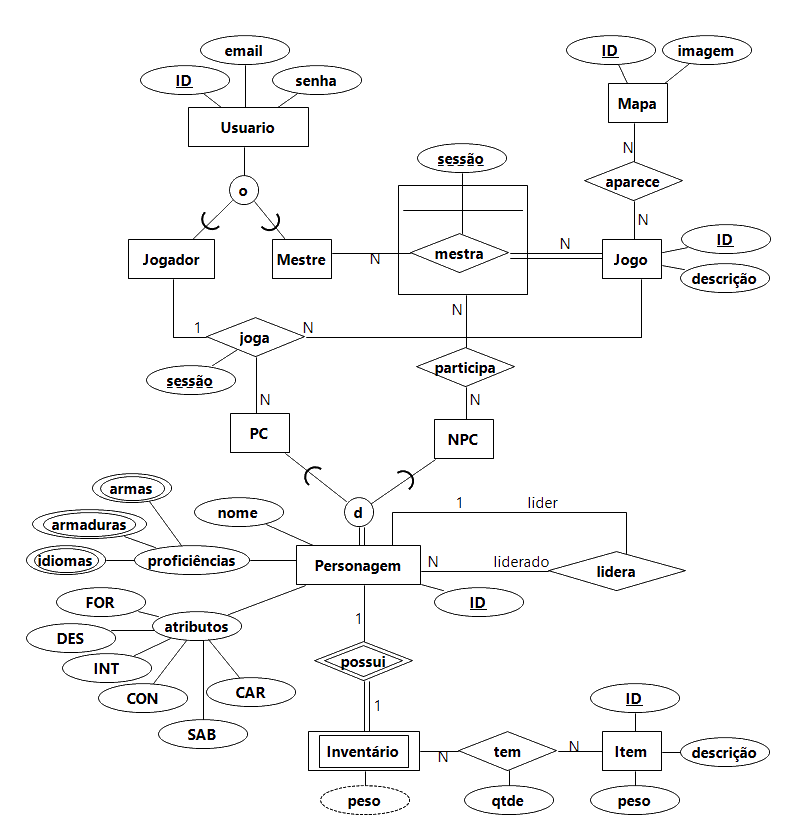 email
ID
imagem
ID
senha
Mapa
Usuario
N
sessão
aparece
o
N
ID
Jogador
Mestre
N
mestra
N
Jogo
descrição
N
1
N
joga
participa
sessão
N
N
PC
NPC
armas
nome
d
1
lider
armaduras
idiomas
proficiências
Personagem
N
liderado
lidera
FOR
ID
atributos
1
DES
INT
possui
CON
CAR
ID
1
SAB
Inventário
N
tem
N
Item
descrição
peso
qtde
peso